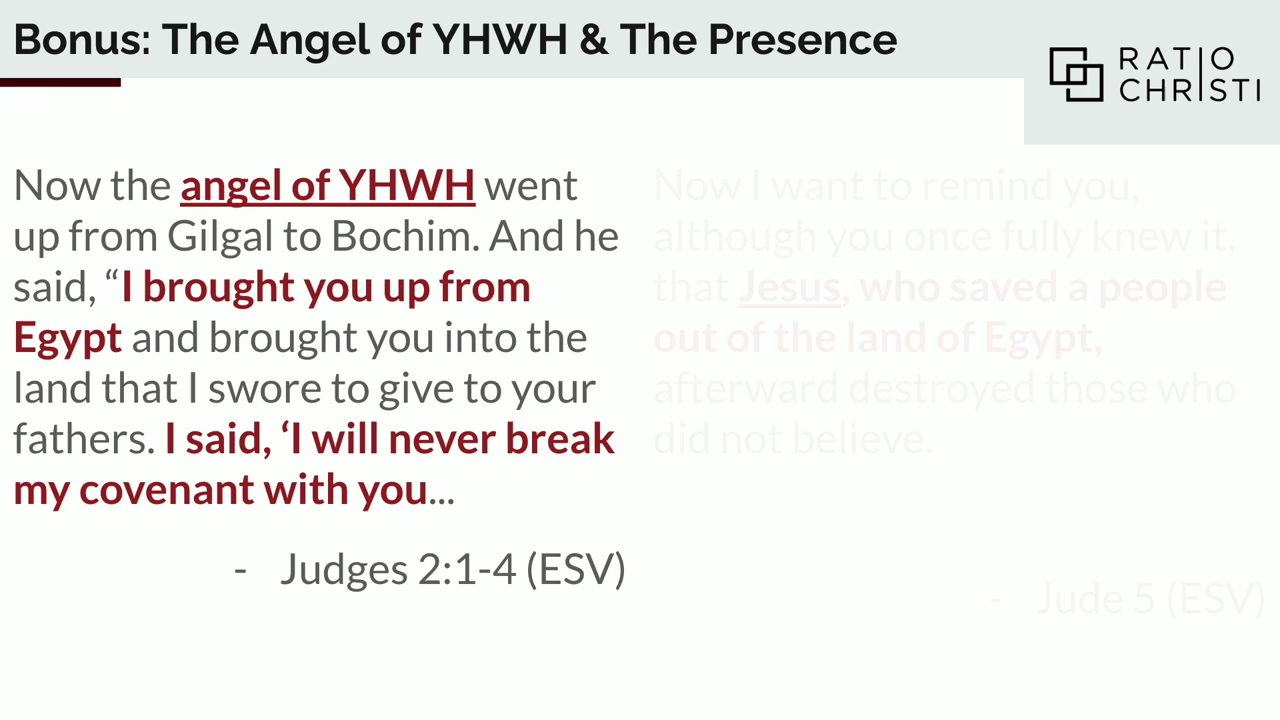 Bonus: The Angel of YHWH & The Presence
RATIO
CHRISTI
Now the angel of YHWH went
up from Gilgal to Bochim. And he
said, “I brought you up from
Egypt and brought you into the
land that I swore to give to your
fathers. I said, ‘I will never break
my covenant with you...
- Judges 2:1-4 (ESV)
Now I want to remind you,
although you once fully knew it,
that Jesus, who saved a people
out of the land of Egypt,
afterward destroyed those who
did not believe.
- Jude 5 (ESV)